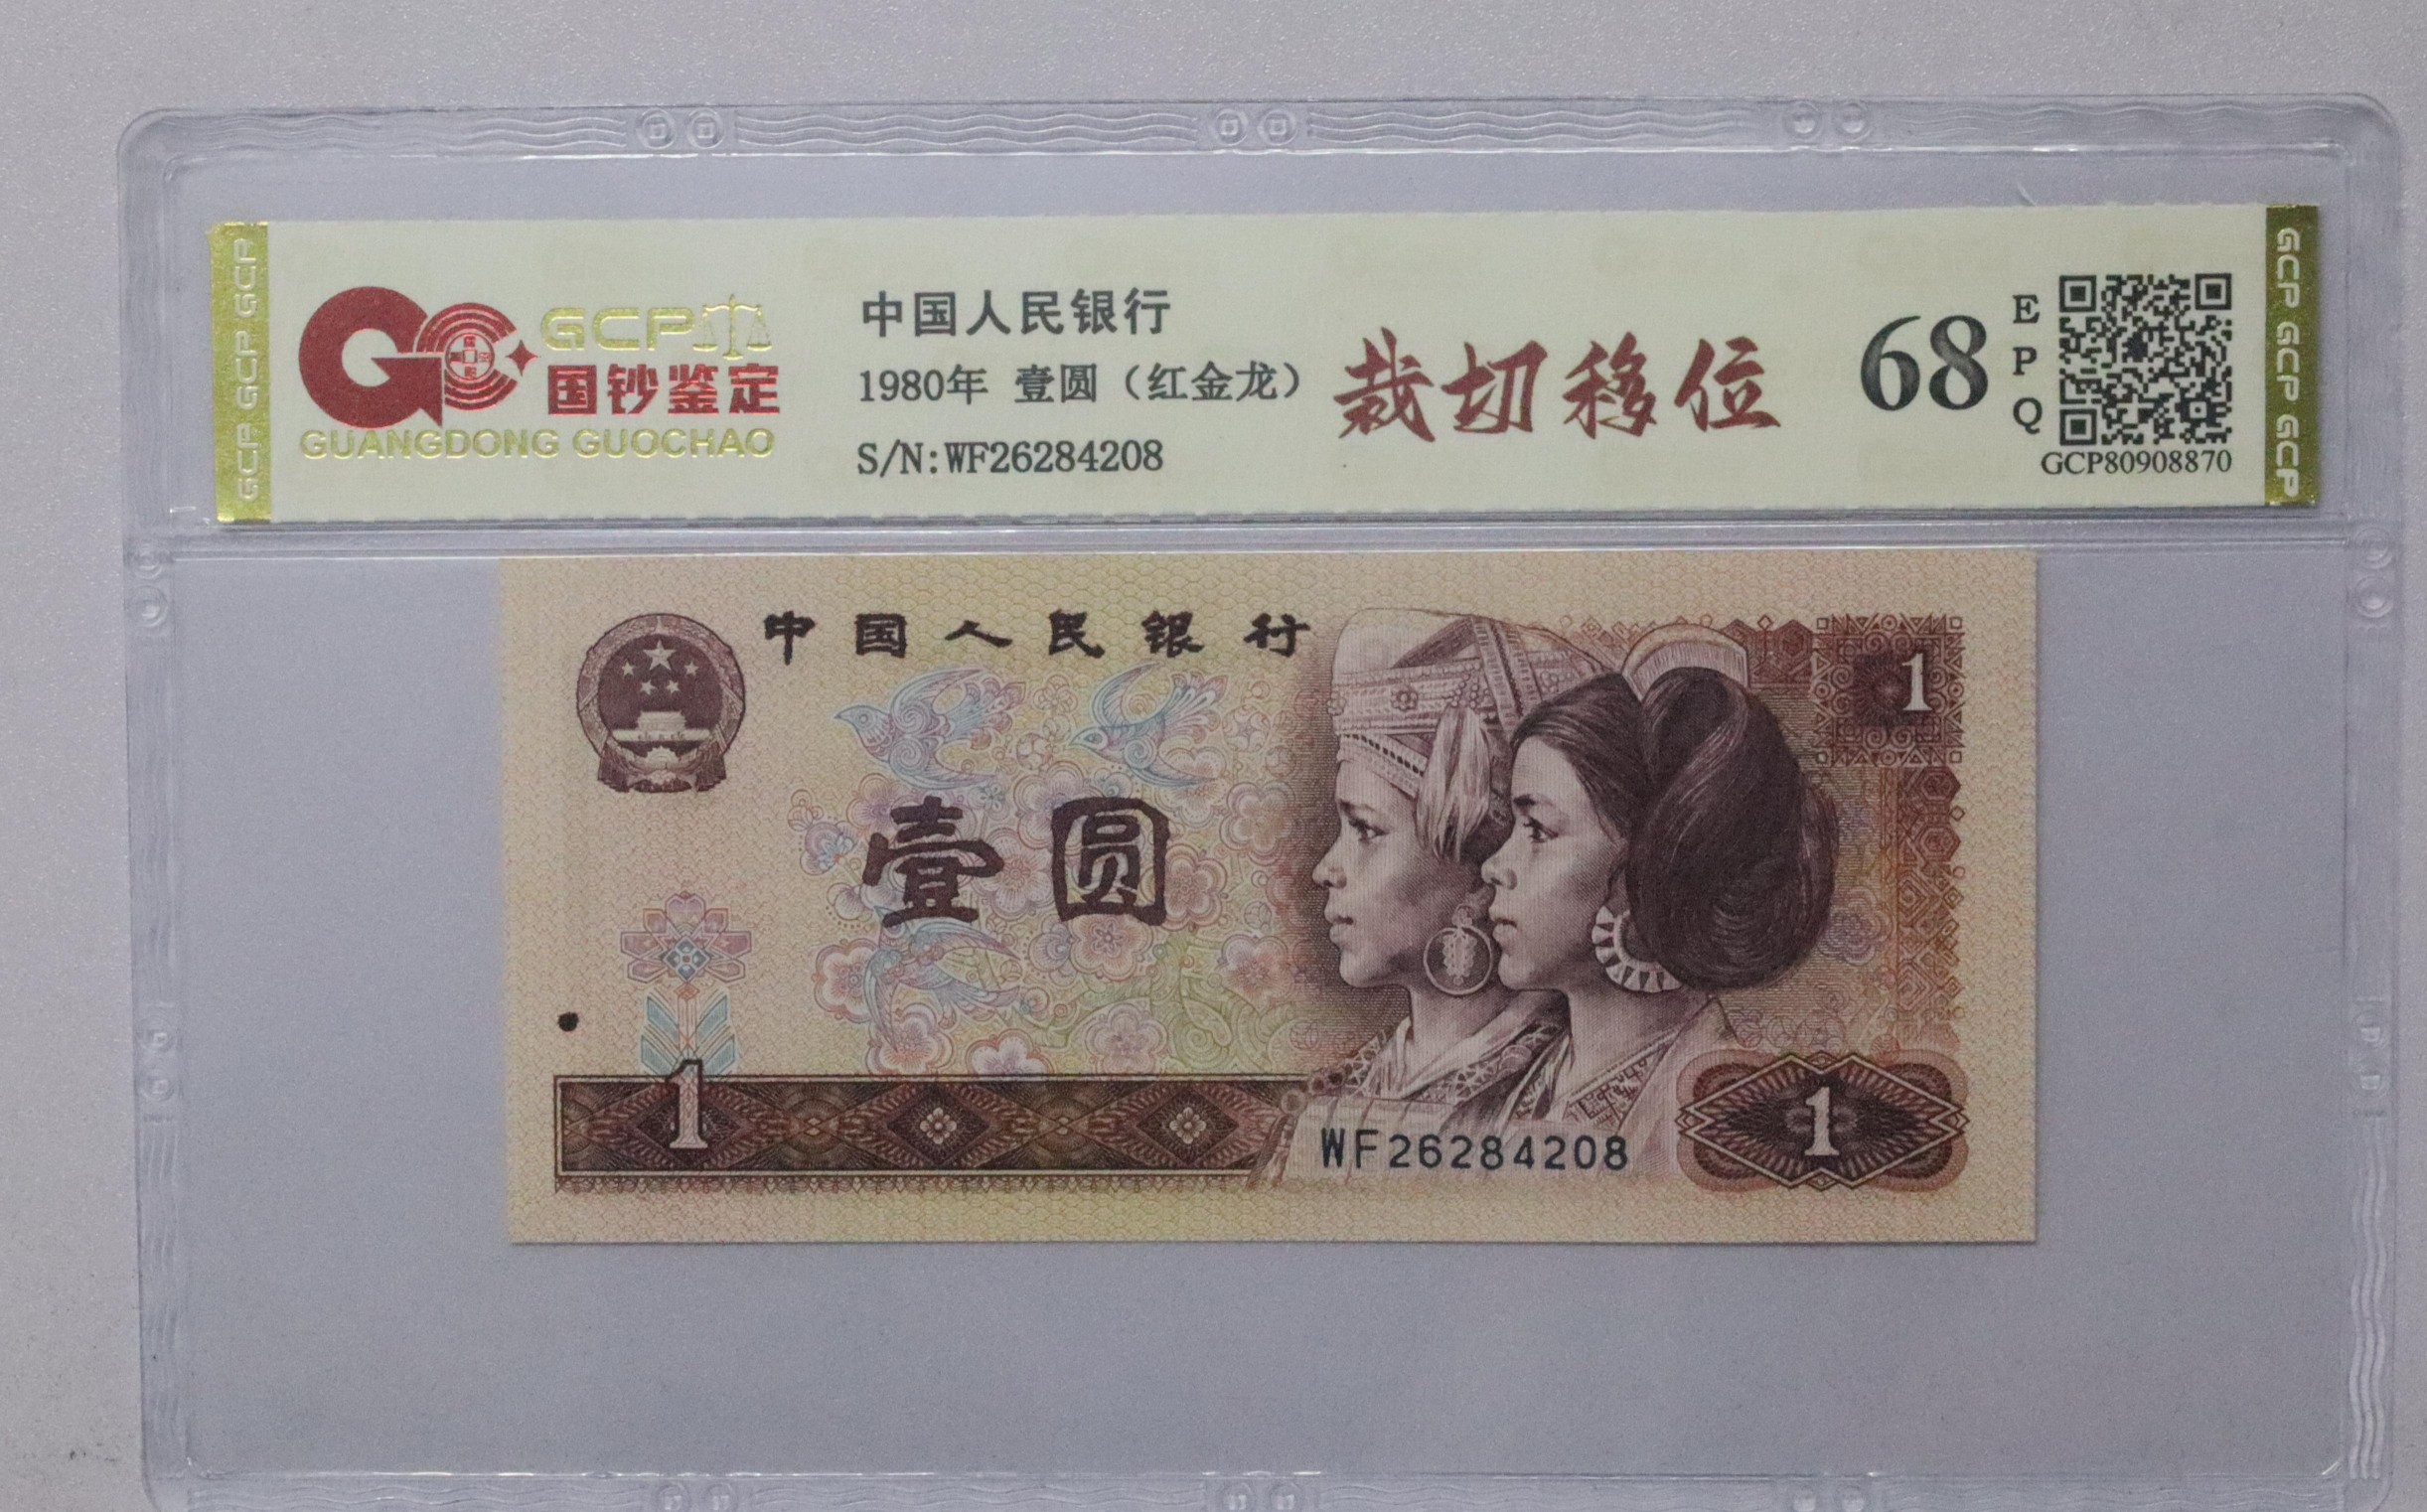 GCP GCP GCP
GCP
国钞鉴定
GUANGDONG GUOCHAO
中国人民银行
1980年 壹圆（红金龙）
S/N:WF26284208
裁切移位
68
E
P
Q
GCP80908870
GCP GCP GCP
中国人民银行
1
壹圆
1
1
WF26284208